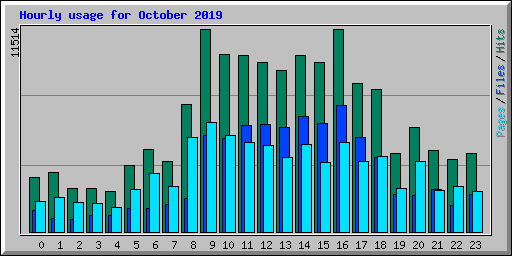 Hourly usage for October 2019
11514
Pages / Files / Hits
0 1 2 3 4 5 6 7 8 9 10 11 12 13 14 15 16 17 18 19 20 21 22 23